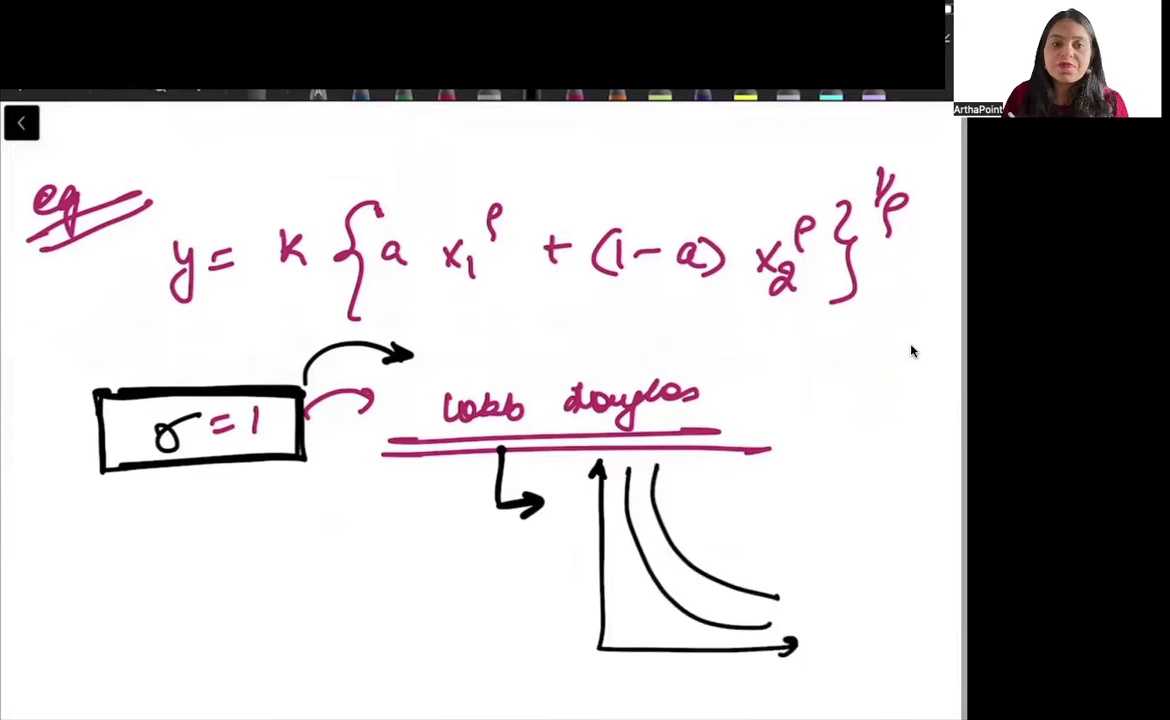 ArthaPoint
eg
y = K { a x₁^ρ + (1 - a) x₂^ρ }^1/ρ
σ = 1
Cobb Douglas